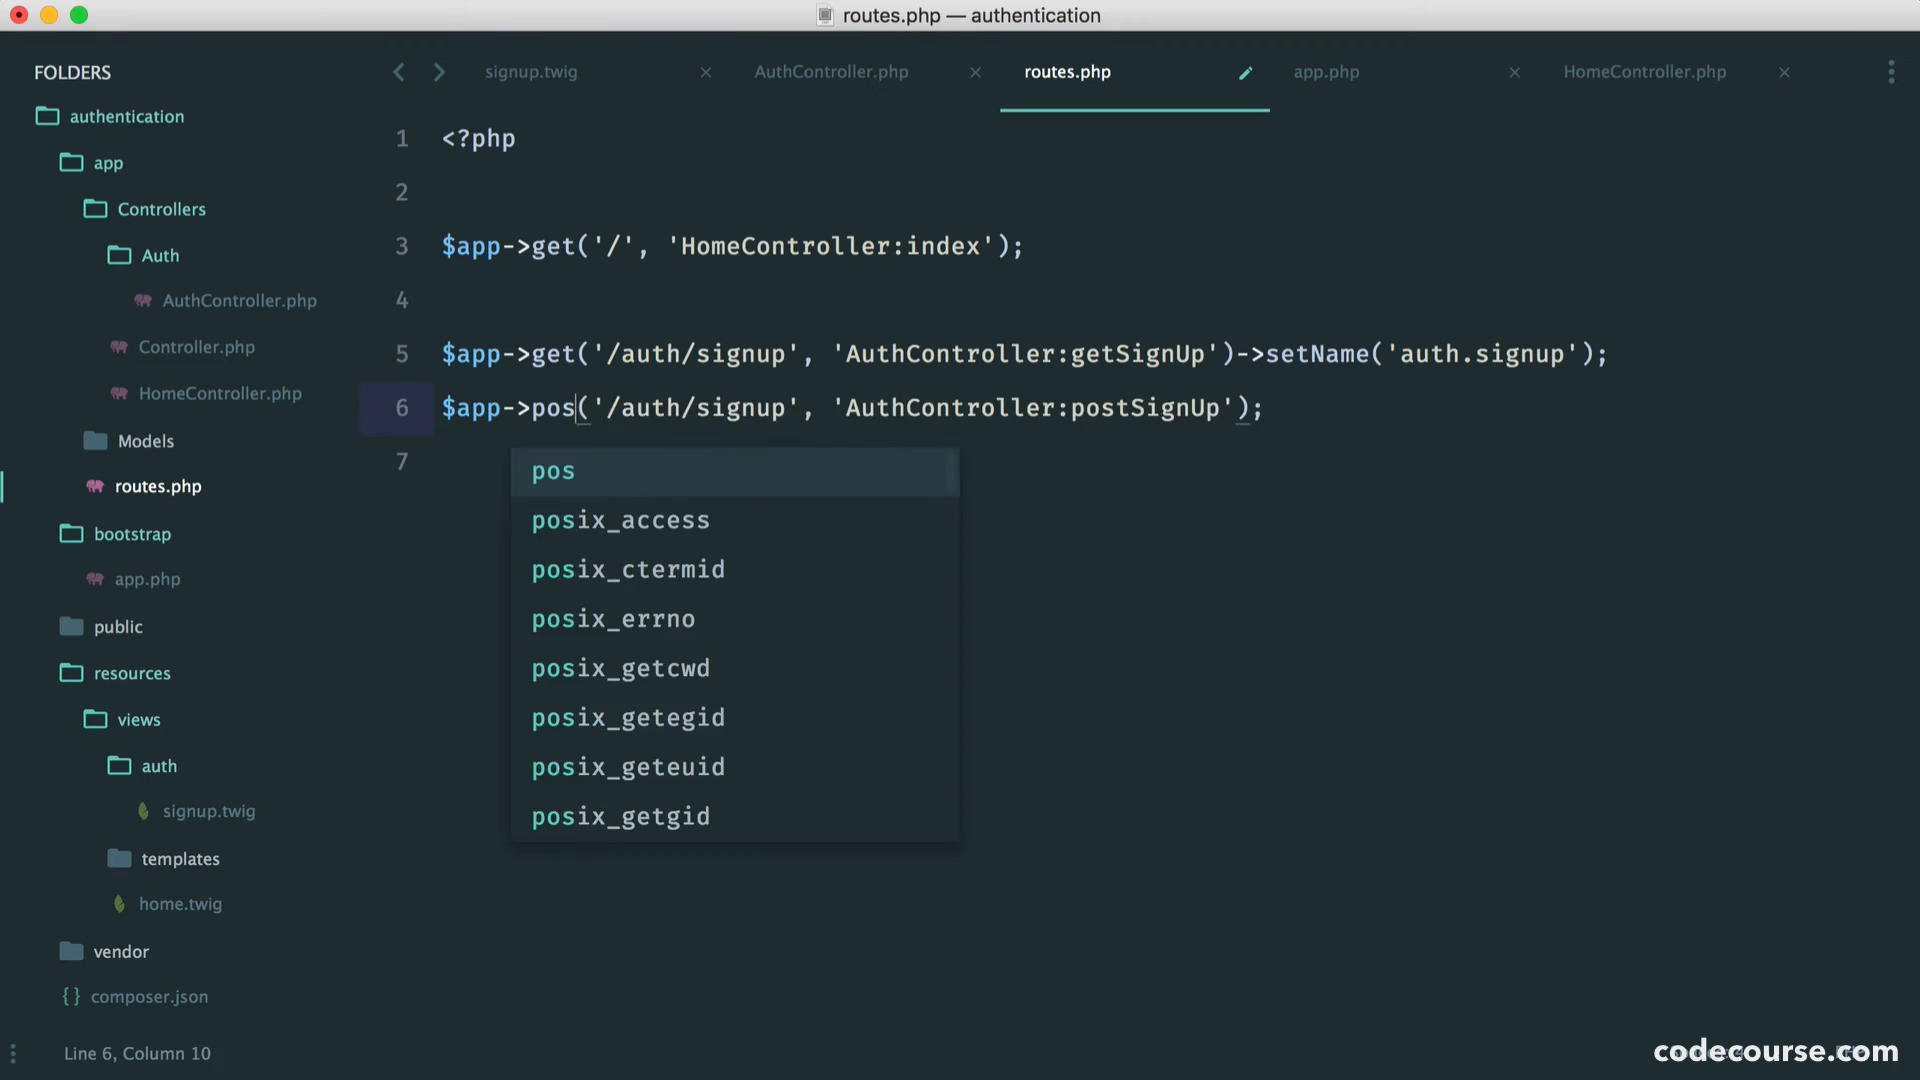 routes.php — authentication
FOLDERS
authentication
app
Controllers
Auth
AuthController.php
Controller.php
HomeController.php
Models
routes.php
bootstrap
app.php
public
resources
views
auth
signup.twig
templates
home.twig
vendor
{ } composer.json
signup.twig
AuthController.php
routes.php
app.php
HomeController.php
1 <?php
2
3 $app->get('/', 'HomeController:index');
4
5 $app->get('/auth/signup', 'AuthController:getSignUp')->setName('auth.signup');
6 $app->pos('/auth/signup', 'AuthController:postSignUp');
7
pos
posix_access
posix_ctermid
posix_errno
posix_getcwd
posix_getegid
posix_geteuid
posix_getgid
Line 6, Column 10
codecourse.com